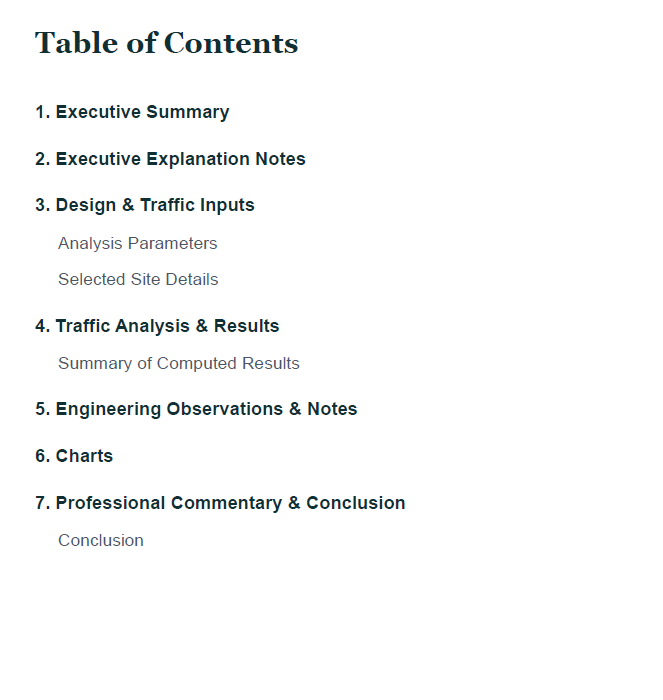 Table of Contents
1. Executive Summary
2. Executive Explanation Notes
3. Design & Traffic Inputs
Analysis Parameters
Selected Site Details
4. Traffic Analysis & Results
Summary of Computed Results
5. Engineering Observations & Notes
6. Charts
7. Professional Commentary & Conclusion
Conclusion